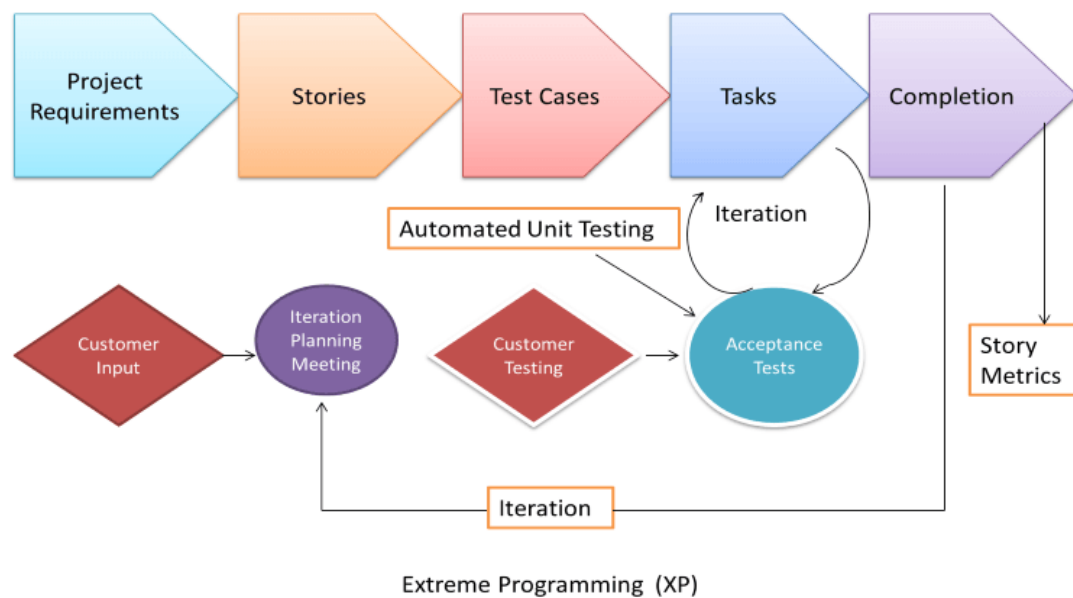 Project
Requirements
Stories
Test Cases
Tasks
Completion
Automated Unit Testing
Iteration
Customer
Input
Iteration
Planning
Meeting
Customer
Testing
Acceptance
Tests
Story
Metrics
Iteration
Extreme Programming (XP)